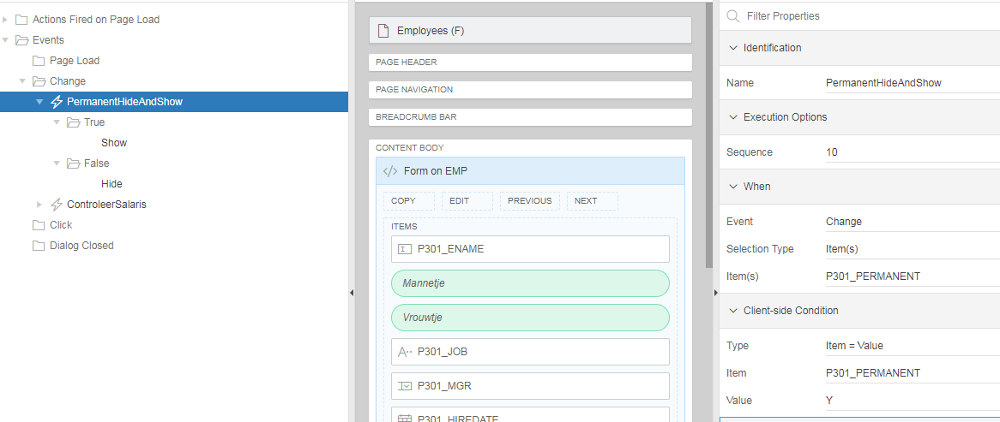 Actions Fired on Page Load
Events
Page Load
Change
PermanentHideAndShow
True
Show
False
Hide
ControleerSalaris
Click
Dialog Closed
Employees (F)
PAGE HEADER
PAGE NAVIGATION
BREADCRUMB BAR
CONTENT BODY
Form on EMP
COPY EDIT PREVIOUS NEXT
ITEMS
P301_ENAME
Mannetje
Vrouwtje
P301_JOB
P301_MGR
P301_HIREDATE
Filter Properties
Identification
Name PermanentHideAndShow
Execution Options
Sequence 10
When
Event Change
Selection Type Item(s)
Item(s) P301_PERMANENT
Client-side Condition
Type Item = Value
Item P301_PERMANENT
Value Y